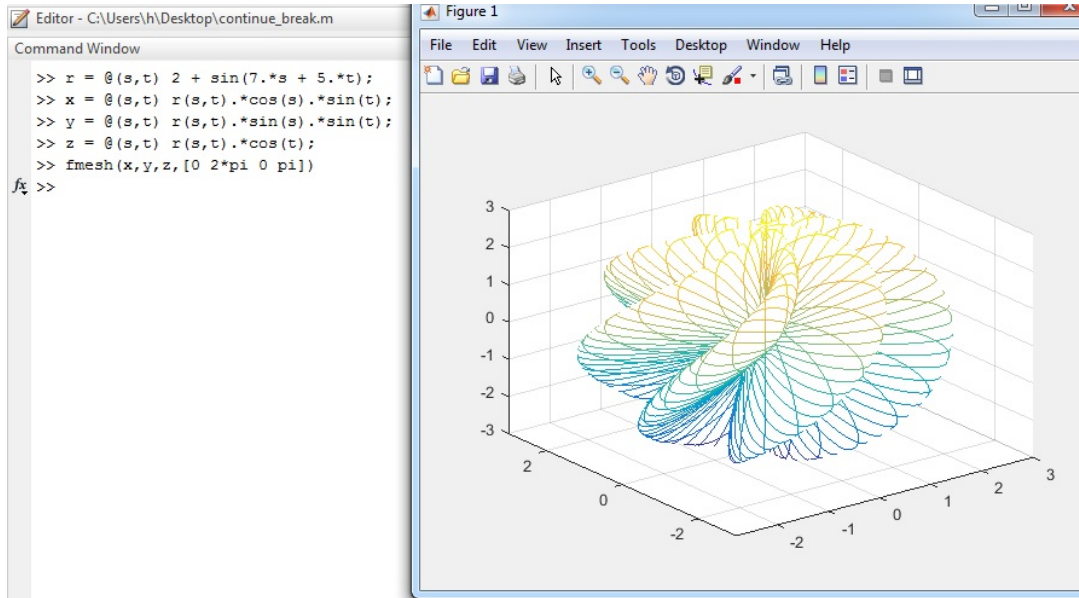 Editor - C:\Users\h\Desktop\continue_break.m
Command Window
>> r = @(s,t) 2 + sin(7.*s + 5.*t);
>> x = @(s,t) r(s,t).*cos(s).*sin(t);
>> y = @(s,t) r(s,t).*sin(s).*sin(t);
>> z = @(s,t) r(s,t).*cos(t);
>> fmesh(x,y,z,[0 2*pi 0 pi])
fx >>
Figure 1
File Edit View Insert Tools Desktop Window Help
3
2
1
0
-1
-2
-3
2
0
-2
-2
-1
0
1
2
3